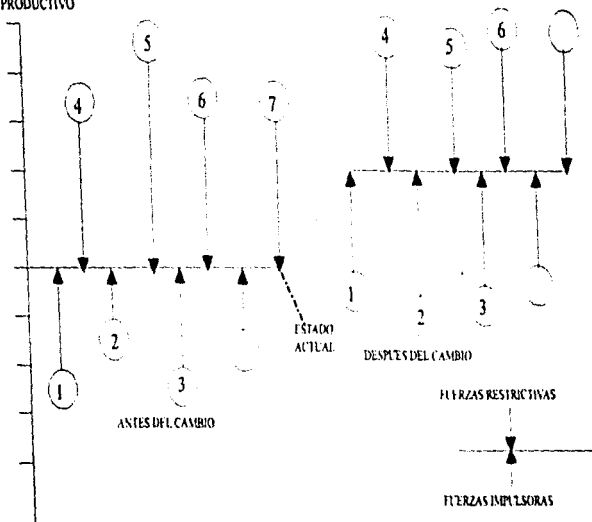 PRODUCTIVO
5
4
6
7
4
5
6
1
2
3
ESTADO
ACTUAL
ANTES DEL CAMBIO
1
2
3
DESPUES DEL CAMBIO
FUERZAS RESTRICTIVAS
FUERZAS IMPULSORAS